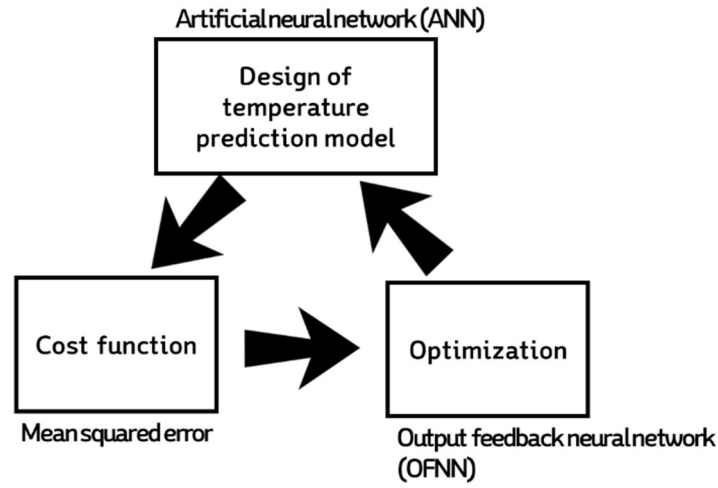 Artificial neural network (ANN)
Design of
temperature
prediction model
Cost function
Mean squared error
Optimization
Output feedback neural network
(OFNN)